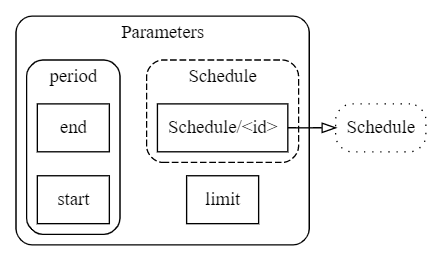 Parameters
period
Schedule
end
Schedule/<id>
Schedule
start
limit